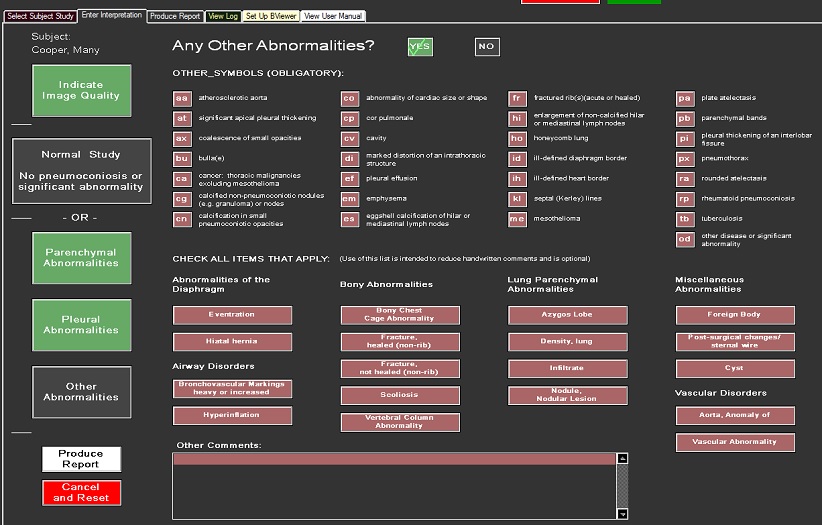 Select Subject Study
Enter Interpretation
Produce Report
View Log
Set Up BViewer
View User Manual
Subject:
Cooper, Many
Indicate
Image Quality
Normal Study
No pneumoconiosis or
significant abnormality
- OR -
Parenchymal
Abnormalities
Pleural
Abnormalities
Other
Abnormalities
Produce
Report
Cancel
and Reset
Any Other Abnormalities?
YES
NO
OTHER_SYMBOLS (OBLIGATORY):
aa atherosclerotic aorta
at significant apical pleural thickening
ax coalescence of small opacities
bu bulla(e)
ca cancer: thoracic malignancies
excluding mesothelioma
cg calcified non-pneumoconiotic nodules
(e.g. granuloma) or nodes
cn calcification in small
pneumoconiotic opacities
co abnormality of cardiac size or shape
cp cor pulmonale
cv cavity
di marked distortion of an intrathoracic
structure
ef pleural effusion
em emphysema
es eggshell calcification of hilar or
mediastinal lymph nodes
fr fractured rib(s)(acute or healed)
hi enlargement of non-calcified hilar
or mediastinal lymph nodes
ho honeycomb lung
id ill-defined diaphragm border
ih ill-defined heart border
kl septal (Kerley) lines
me mesothelioma
pa plate atelectasis
pb parenchymal bands
pi pleural thickening of an interlobar
fissure
px pneumothorax
ra rounded atelectasis
rp rheumatoid pneumoconiosis
tb tuberculosis
od other disease or significant
abnormality
CHECK ALL ITEMS THAT APPLY: (Use of this list is intended to reduce handwritten comments and is optional)
Abnormalities of the
Diaphragm
Eventration
Hiatal hernia
Airway Disorders
Bronchovascular Markings
heavy or increased
Hyperinflation
Bony Abnormalities
Bony Chest
Cage Abnormality
Fracture,
healed (non-rib)
Fracture,
not healed (non-rib)
Scoliosis
Vertebral Column
Abnormality
Lung Parenchymal
Abnormalities
Azygos Lobe
Density, lung
Infiltrate
Nodule,
Nodular Lesion
Miscellaneous
Abnormalities
Foreign Body
Post-surgical changes/
sternal wire
Cyst
Vascular Disorders
Aorta, Anomaly of
Vascular Abnormality
Other Comments: